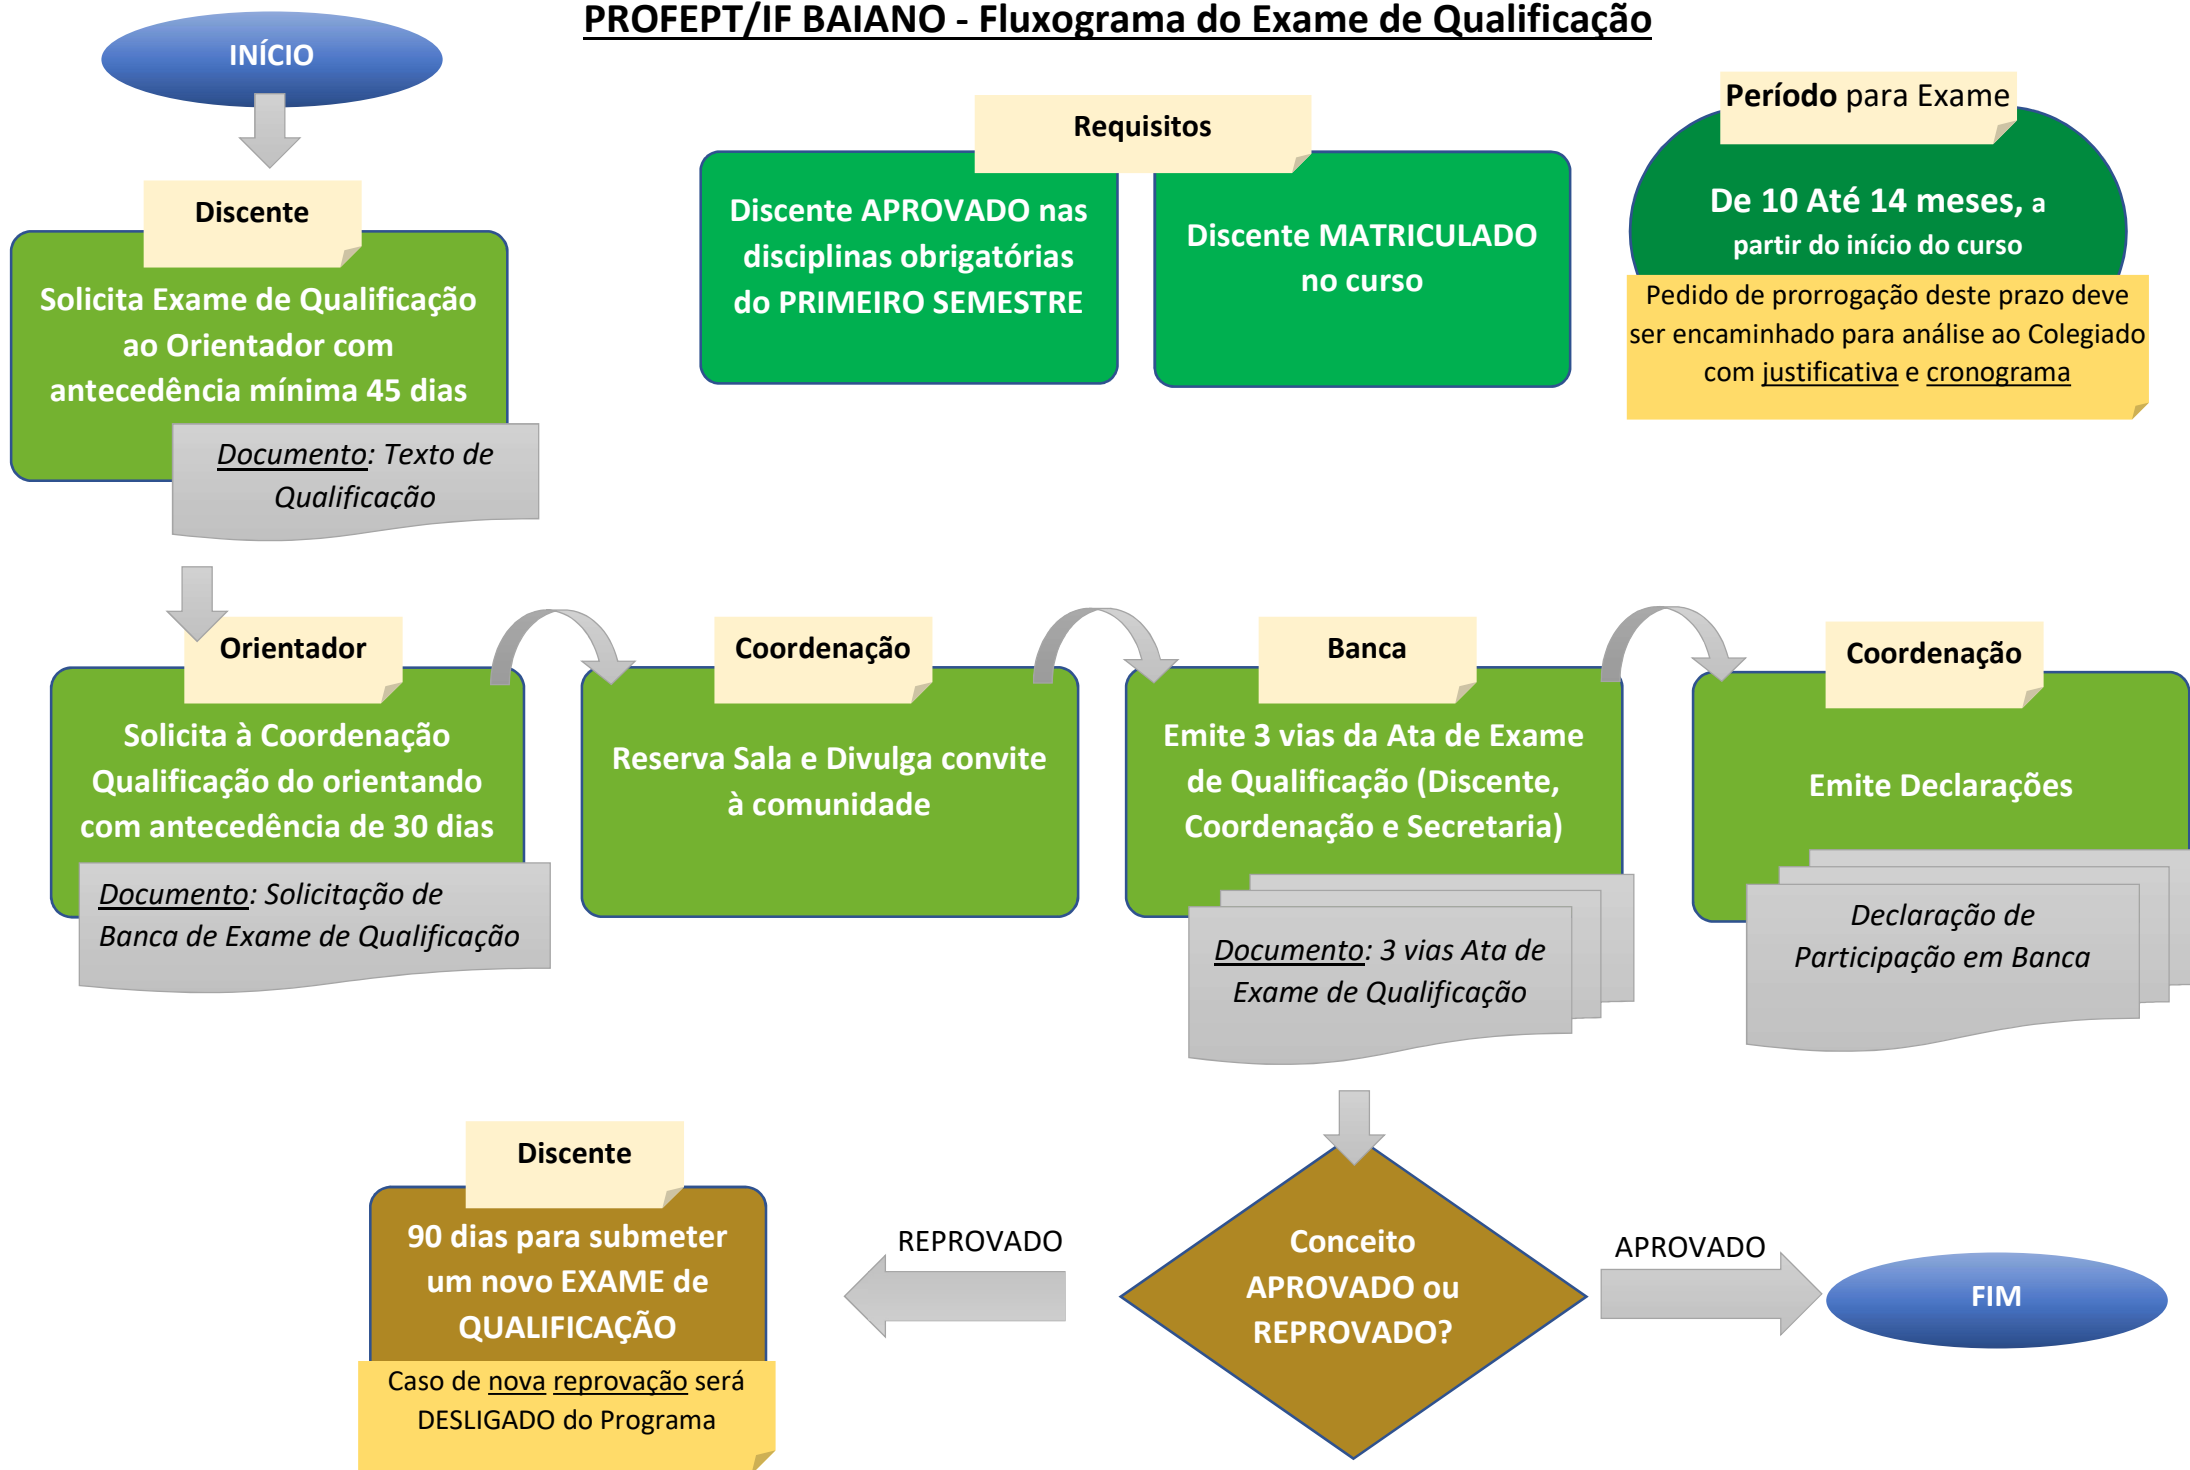 PROFEPT/IF BAIANO - Fluxograma do Exame de Qualificação
INÍCIO
Requisitos
Discente APROVADO nas
disciplinas obrigatórias
do PRIMEIRO SEMESTRE
Discente MATRICULADO
no curso
Período para Exame
De 10 Até 14 meses, a
partir do início do curso
Pedido de prorrogação deste prazo deve
ser encaminhado para análise ao Colegiado
com justificativa e cronograma
Discente
Solicita Exame de Qualificação
ao Orientador com
antecedência mínima 45 dias
Documento: Texto de
Qualificação
Orientador
Solicita à Coordenação
Qualificação do orientando
com antecedência de 30 dias
Documento: Solicitação de
Banca de Exame de Qualificação
Coordenação
Reserva Sala e Divulga convite
à comunidade
Banca
Emite 3 vias da Ata de Exame
de Qualificação (Discente,
Coordenação e Secretaria)
Documento: 3 vias Ata de
Exame de Qualificação
Coordenação
Emite Declarações
Declaração de
Participação em Banca
Conceito
APROVADO ou
REPROVADO?
REPROVADO
APROVADO
FIM
Discente
90 dias para submeter
um novo EXAME de
QUALIFICAÇÃO
Caso de nova reprovação será
DESLIGADO do Programa